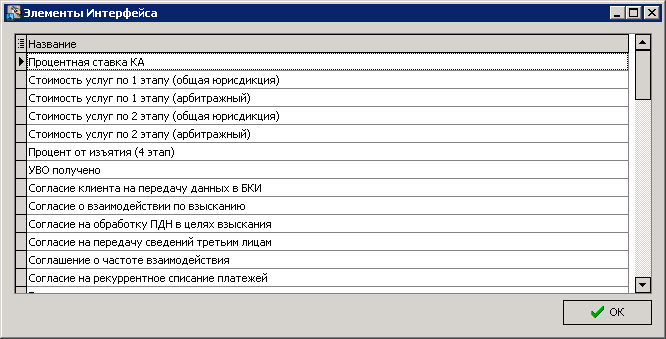 Элементы Интерфейса
Название
Процентная ставка КА
Стоимость услуг по 1 этапу (общая юрисдикция)
Стоимость услуг по 1 этапу (арбитражный)
Стоимость услуг по 2 этапу (общая юрисдикция)
Стоимость услуг по 2 этапу (арбитражный)
Процент от изъятия (4 этап)
УВО получено
Согласие клиента на передачу данных в БКИ
Согласие о взаимодействии по взысканию
Согласие на обработку ПДН в целях взыскания
Согласие на передачу сведений третьим лицам
Соглашение о частоте взаимодействия
Согласие на рекуррентное списание платежей
ОК